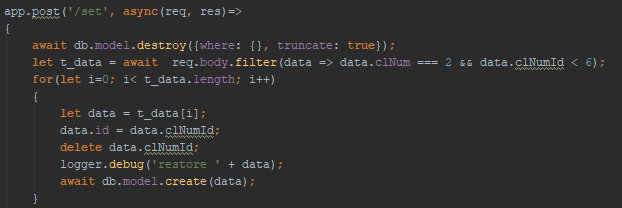 app.post('/set', async(req, res)=>
{
    await db.model.destroy({where: {}, truncate: true});
    let t_data = await  req.body.filter(data => data.clNum === 2 && data.clNumId < 6);
    for(let i=0; i< t_data.length; i++)
    {
        let data = t_data[i];
        data.id = data.clNumId;
        delete data.clNumId;
        logger.debug('restore ' + data);
        await db.model.create(data);
    }